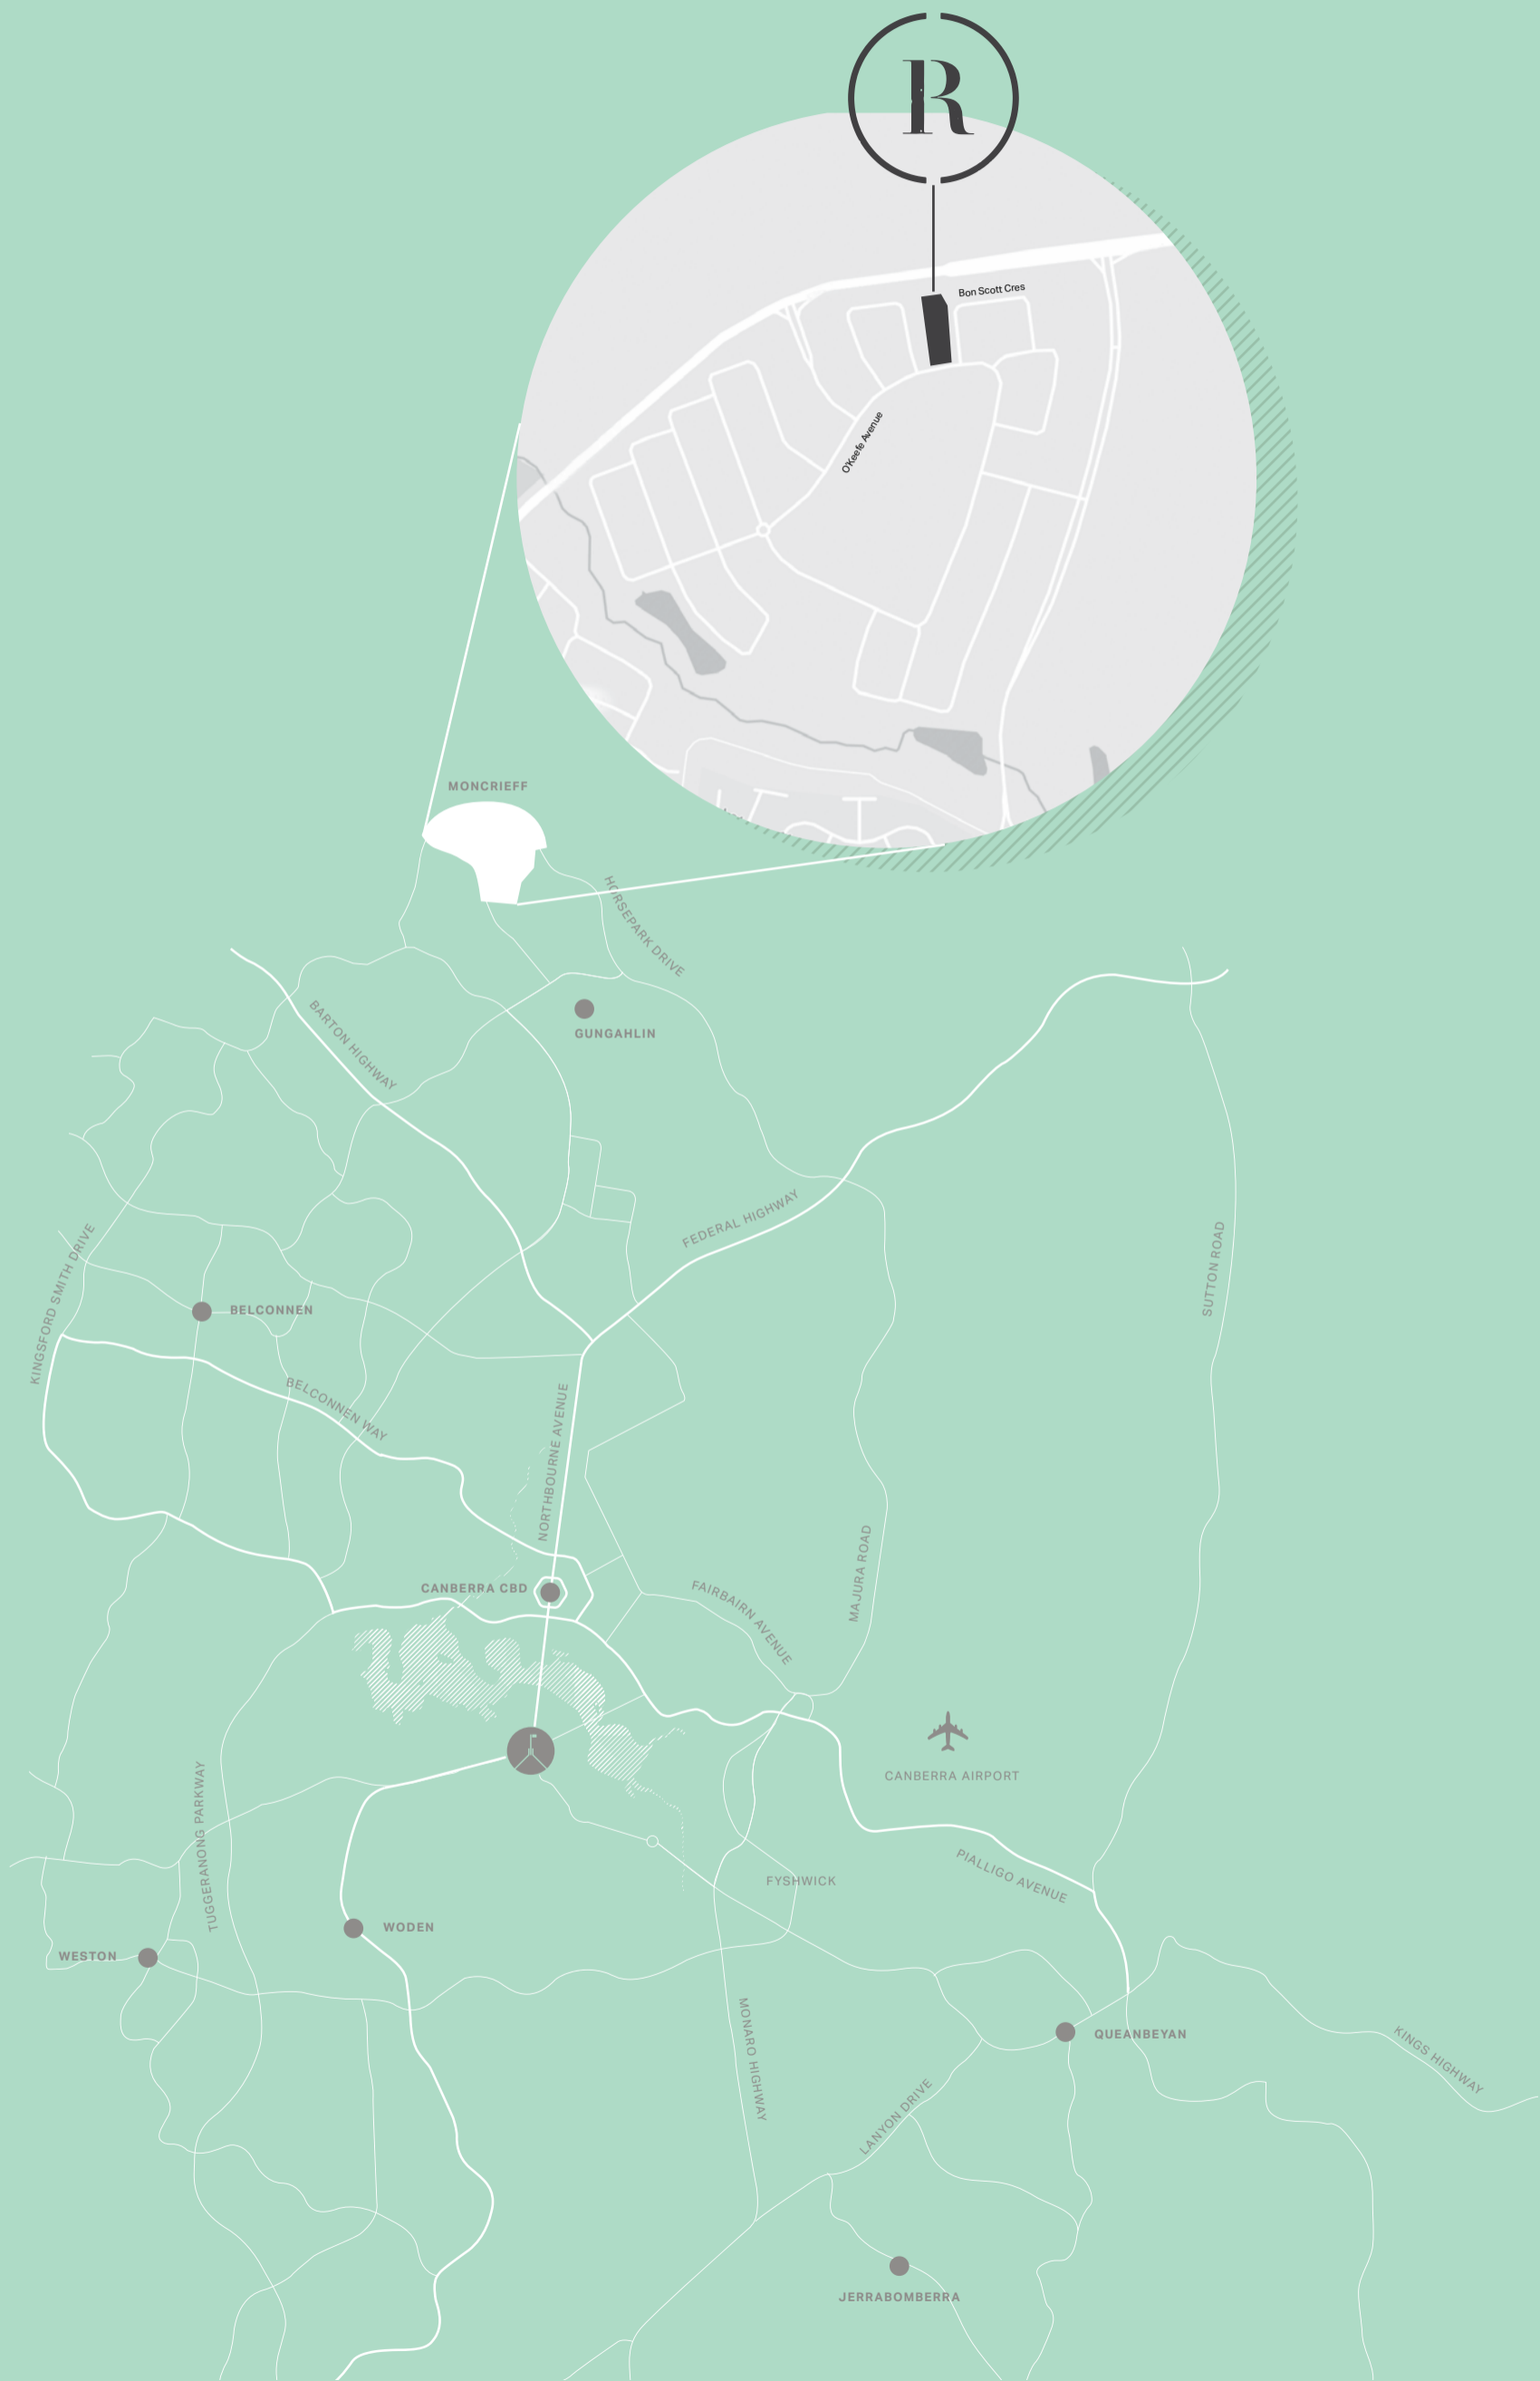 R
Bon Scott Cres
O'Keefe Avenue
MONCRIEFF
HORSEPARK DRIVE
GUNGAHLIN
BARTON HIGHWAY
FEDERAL HIGHWAY
SUTTON ROAD
KINGSFORD SMITH DRIVE
BELCONNEN
BELCONNEN WAY
NORTHBOURNE AVENUE
CANBERRA CBD
FAIRBAIRN AVENUE
MAJURA ROAD
CANBERRA AIRPORT
TUGGERANONG PARKWAY
PIALLIGO AVENUE
FYSHWICK
WODEN
WESTON
MONARO HIGHWAY
QUEANBEYAN
KINGS HIGHWAY
LANYON DRIVE
JERRABOMBERRA